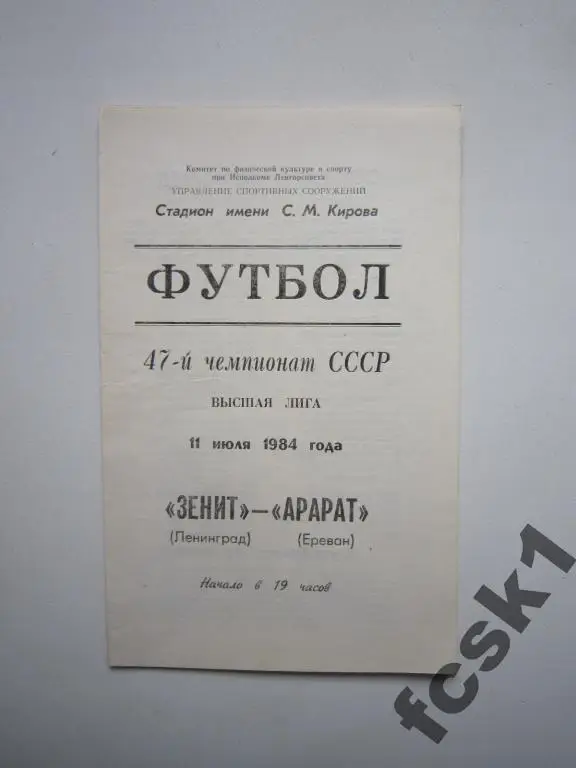 Комитет по физической культуре и спорту
при Исполкоме Ленгорсовета
УПРАВЛЕНИЕ СПОРТИВНЫХ СООРУЖЕНИЙ
Стадион имени С. М. Кирова
ФУТБОЛ
47-й чемпионат СССР
ВЫСШАЯ ЛИГА
11 июля 1984 года
«ЗЕНИТ»—«АРАРАТ»
(Ленинград) (Ереван)
Начало в 19 часов
fcsk1